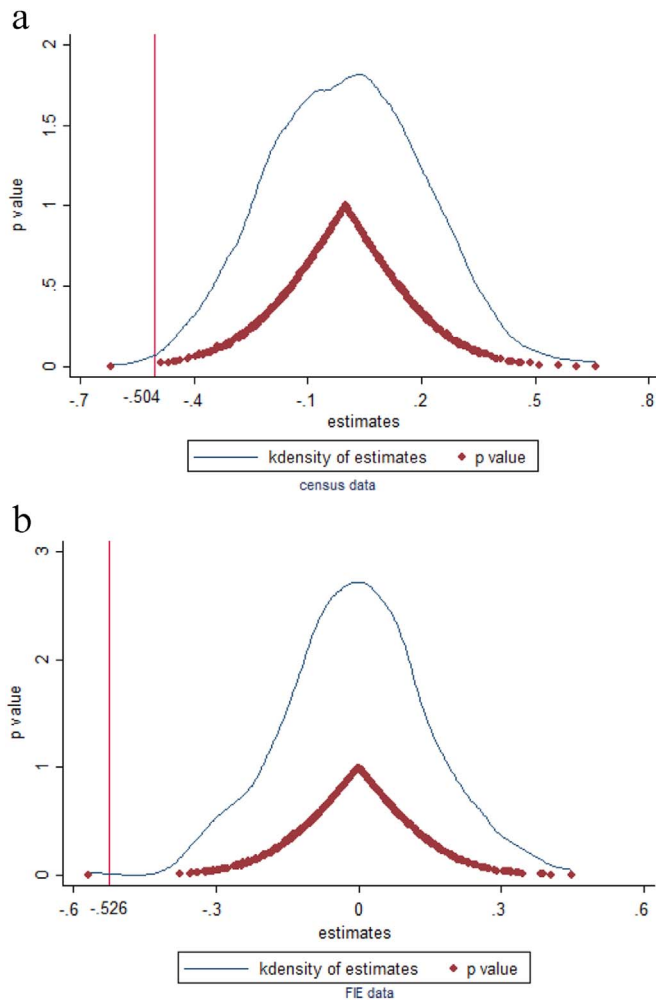 a
p value
2
1.5
1
.5
0
-.7
-.504
-.4
-.1
.2
.5
.8
estimates
kdensity of estimates
p value
census data
b
p value
3
2
1
0
-.6
-.526
-.3
0
.3
.6
estimates
kdensity of estimates
p value
FIE data